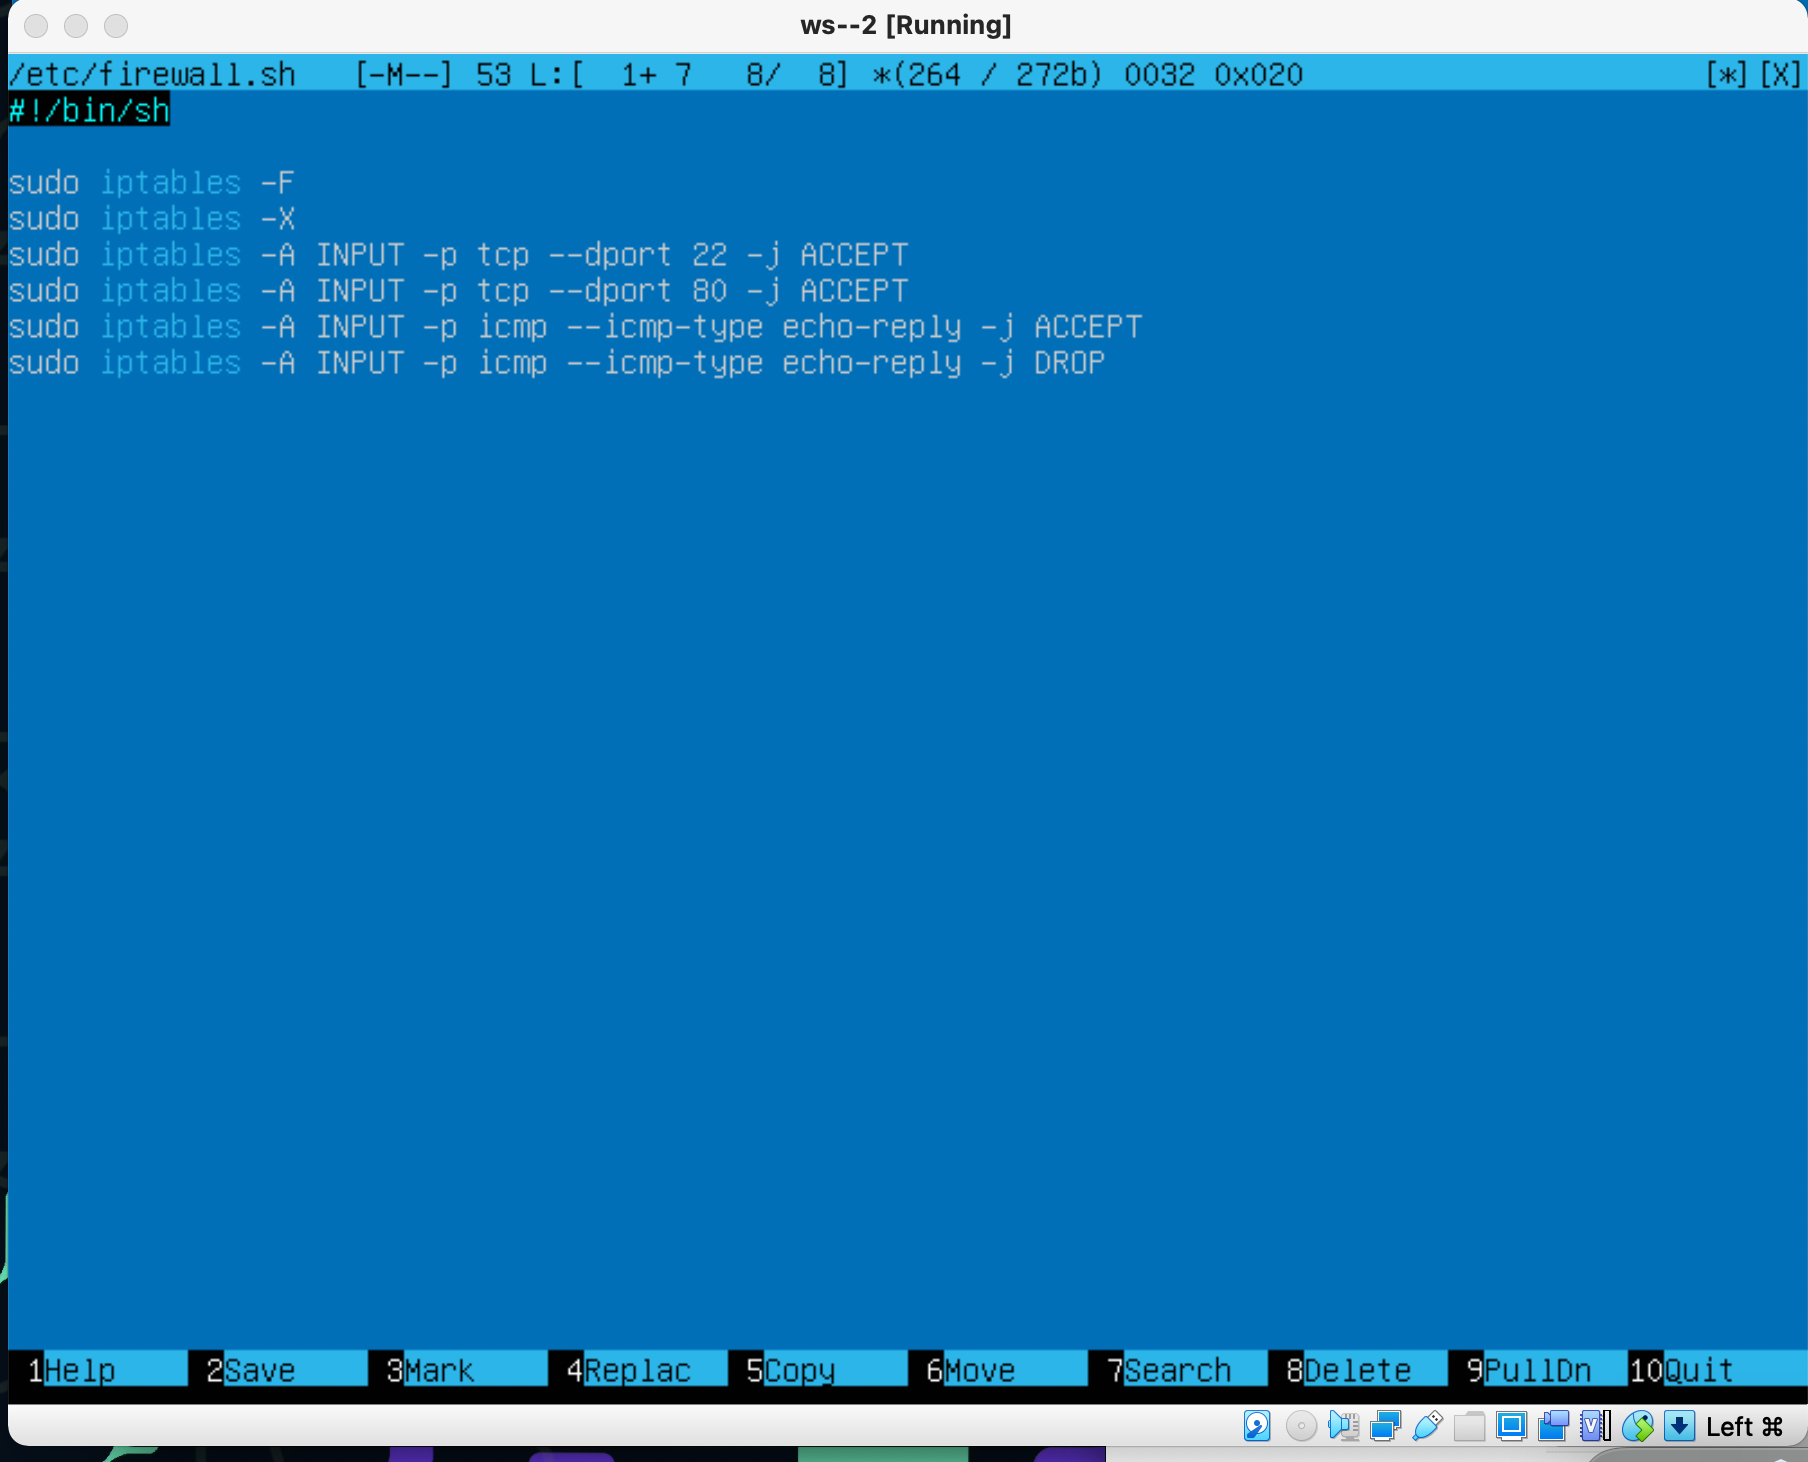 ws--2 [Running]
/etc/firewall.sh [-M--] 53 L:[ 1+ 7 8/ 8] *(264 / 272b) 0032 0x020 [*][X]
#!/bin/sh
sudo iptables -F
sudo iptables -X
sudo iptables -A INPUT -p tcp --dport 22 -j ACCEPT
sudo iptables -A INPUT -p tcp --dport 80 -j ACCEPT
sudo iptables -A INPUT -p icmp --icmp-type echo-reply -j ACCEPT
sudo iptables -A INPUT -p icmp --icmp-type echo-reply -j DROP
1Help 2Save 3Mark 4Replac 5Copy 6Move 7Search 8Delete 9PullDn 10Quit
Left ⌘